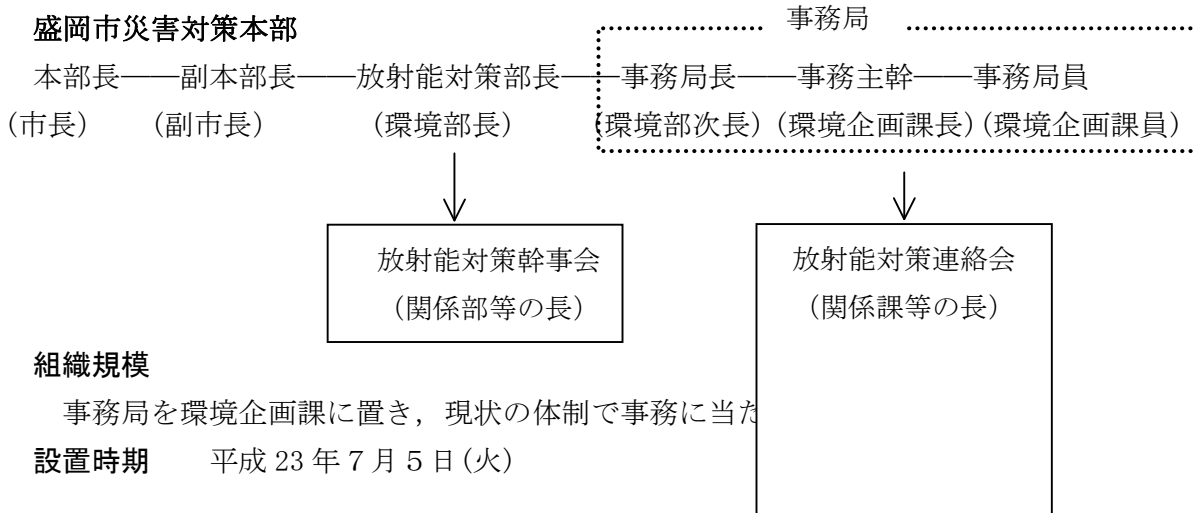 事務局
盛岡市災害対策本部
本部長――副本部長――放射能対策部長――事務局長――事務主幹――事務局員
(市長) (副市長) (環境部長) (環境部次長) (環境企画課長) (環境企画課員)
放射能対策幹事会
(関係部等の長)
放射能対策連絡会
(関係課等の長)
組織規模
事務局を環境企画課に置き，現状の体制で事務に当た
設置時期 平成 23 年７月５日(火)